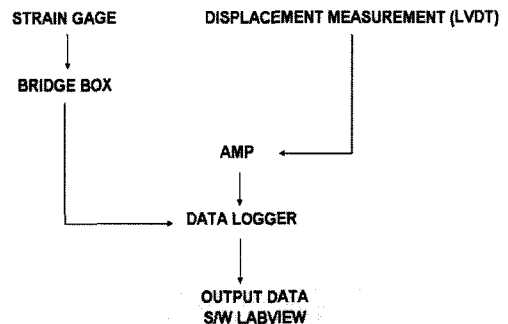 STRAIN GAGE
DISPLACEMENT MEASUREMENT (LVDT)
BRIDGE BOX
AMP
DATA LOGGER
OUTPUT DATA
S/W LABVIEW